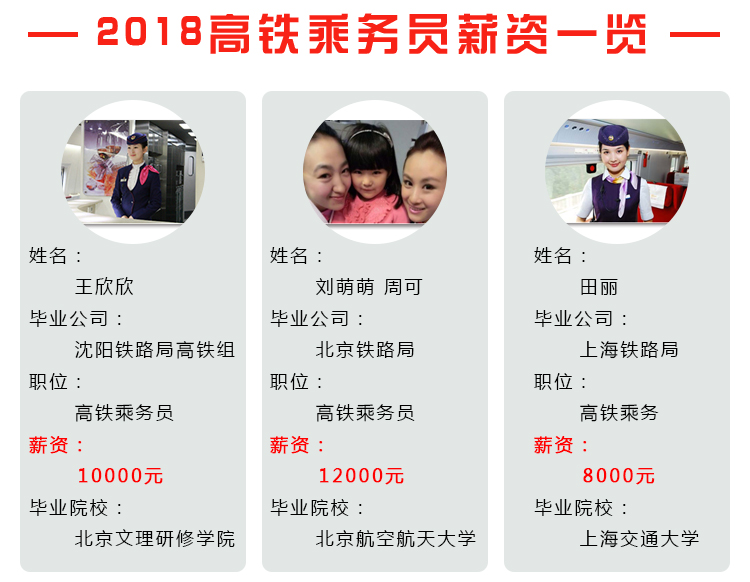 2018高铁乘务员薪资一览
姓名：
王欣欣
毕业公司：
沈阳铁路局高铁组
职位：
高铁乘务员
薪资：
10000元
毕业院校：
北京文理研修学院
姓名：
刘萌萌 周可
毕业公司：
北京铁路局
职位：
高铁乘务员
薪资：
12000元
毕业院校：
北京航空航天大学
姓名：
田丽
毕业公司：
上海铁路局
职位：
高铁乘务
薪资：
8000元
毕业院校：
上海交通大学